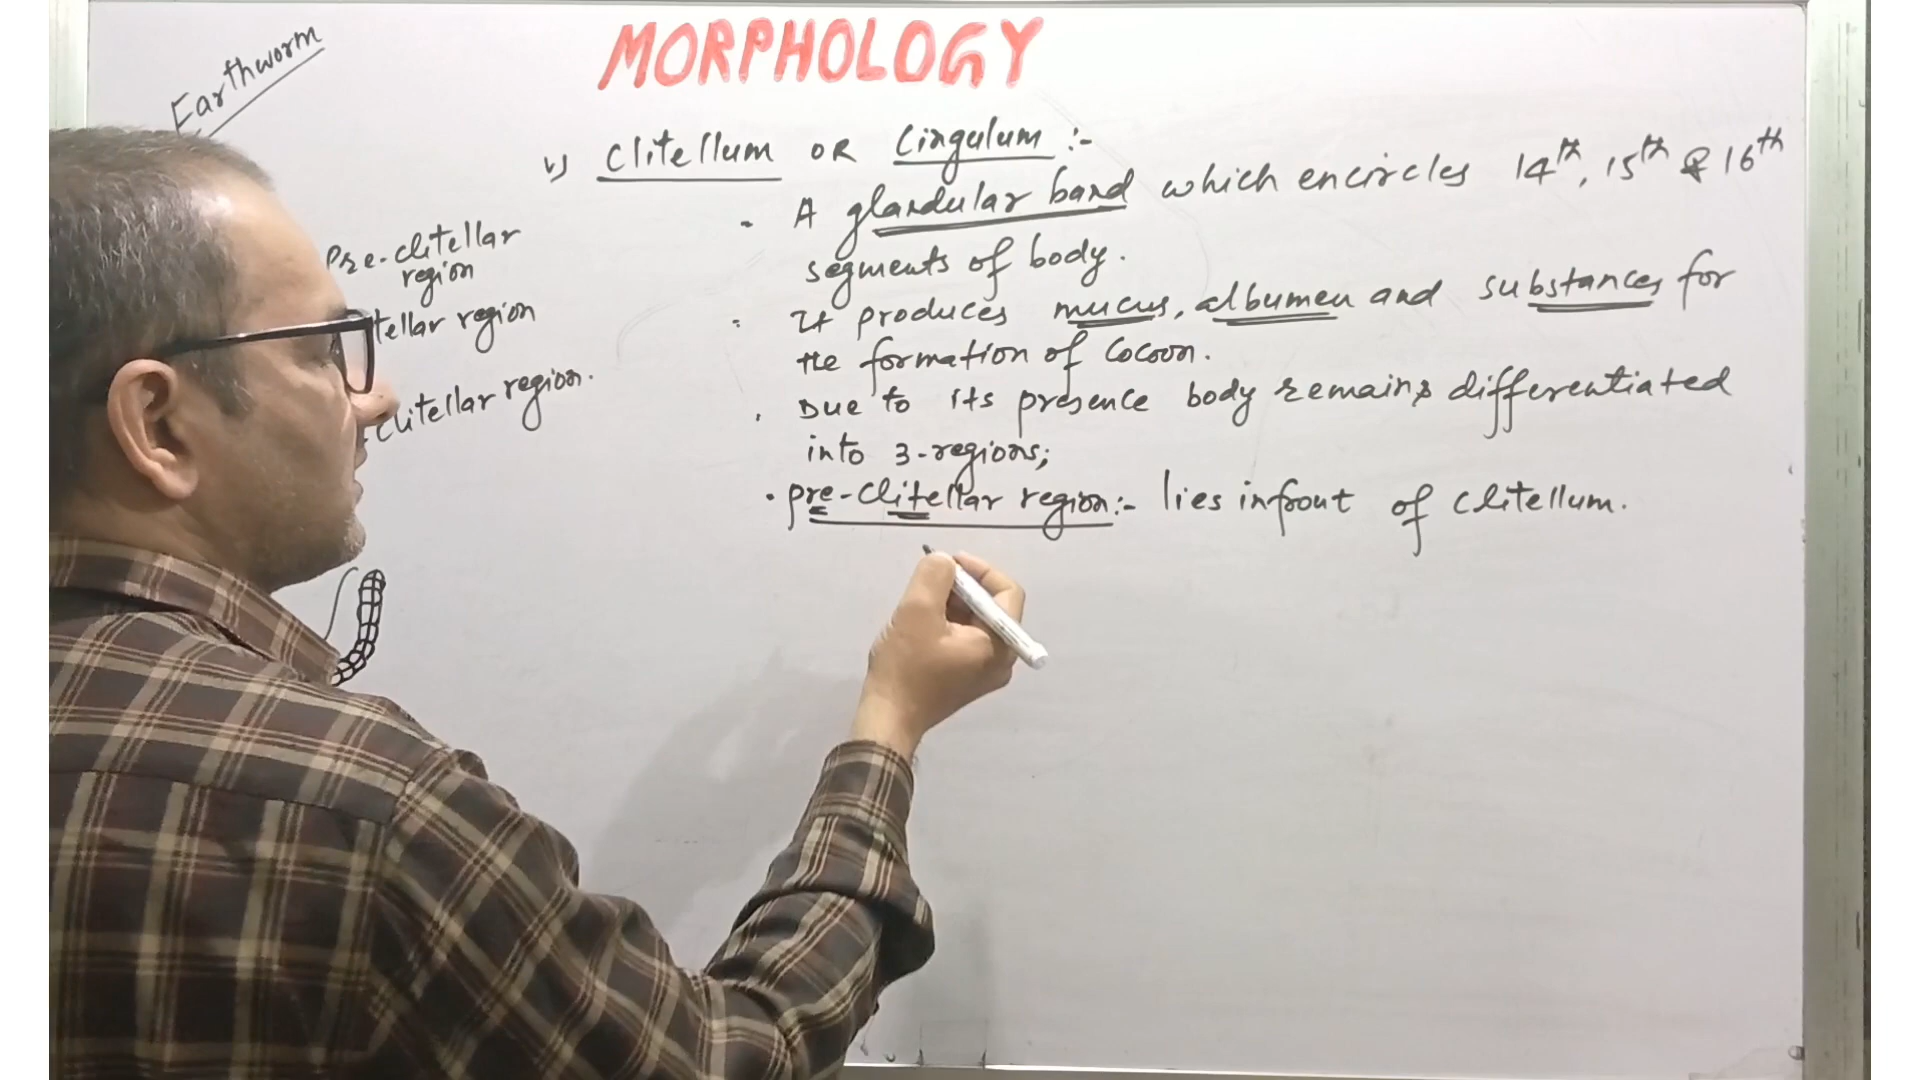 Earthworm
MORPHOLOGY
v) Clitellum OR Cingulum :-
- A glandular band which encircles 14th, 15th & 16th
segments of body.
- It produces mucus, albumen and substances for
the formation of Cocoon.
. Due to its presence body remains differentiated
into 3-regions;
. Pre-clitellar region:- lies infront of clitellum.
Pre-clitellar
region
tellar region
clitellar region.